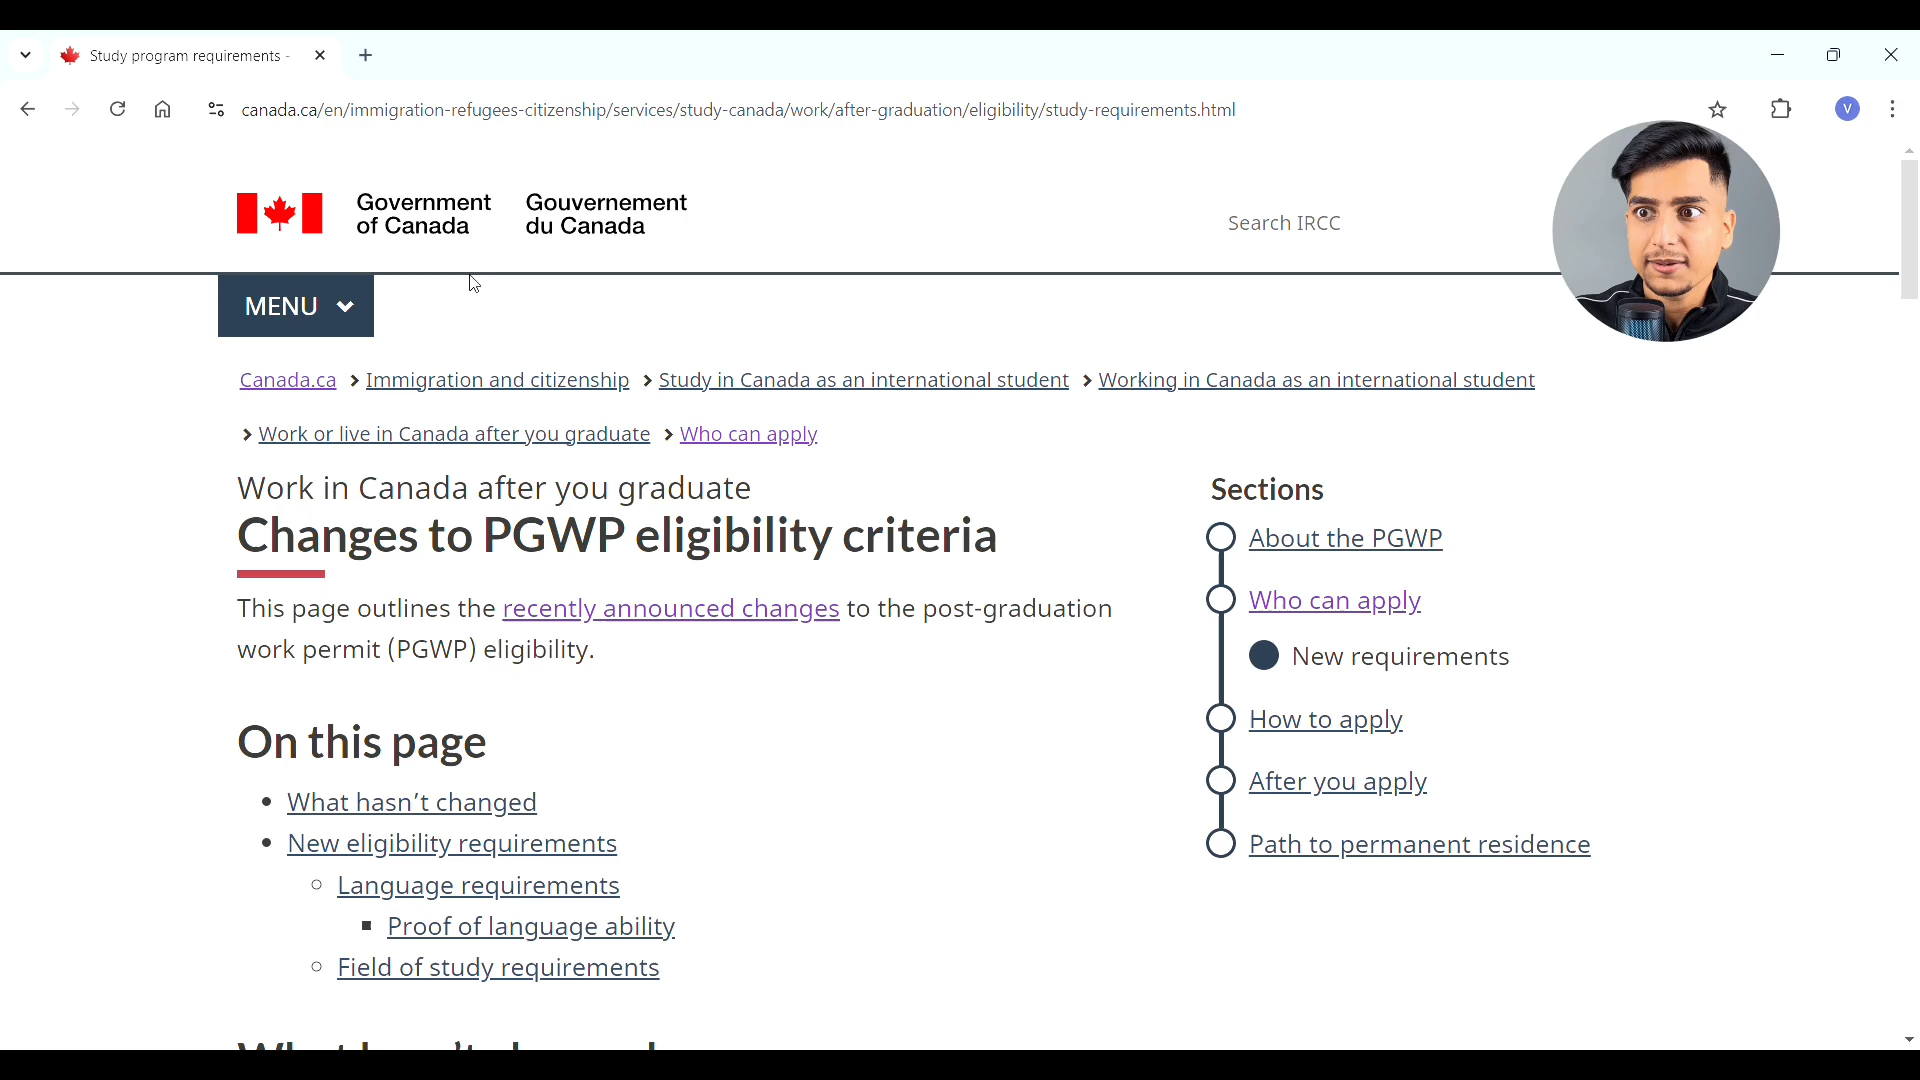 Study program requirements -
canada.ca/en/immigration-refugees-citizenship/services/study-canada/work/after-graduation/eligibility/study-requirements.html
V
Government of Canada
Gouvernement du Canada
Search IRCC
MENU
Canada.ca > Immigration and citizenship > Study in Canada as an international student > Working in Canada as an international student
> Work or live in Canada after you graduate > Who can apply
Work in Canada after you graduate
Changes to PGWP eligibility criteria
This page outlines the recently announced changes to the post-graduation
work permit (PGWP) eligibility.
On this page
• What hasn't changed
• New eligibility requirements
○ Language requirements
▪ Proof of language ability
○ Field of study requirements
Sections
About the PGWP
Who can apply
New requirements
How to apply
After you apply
Path to permanent residence